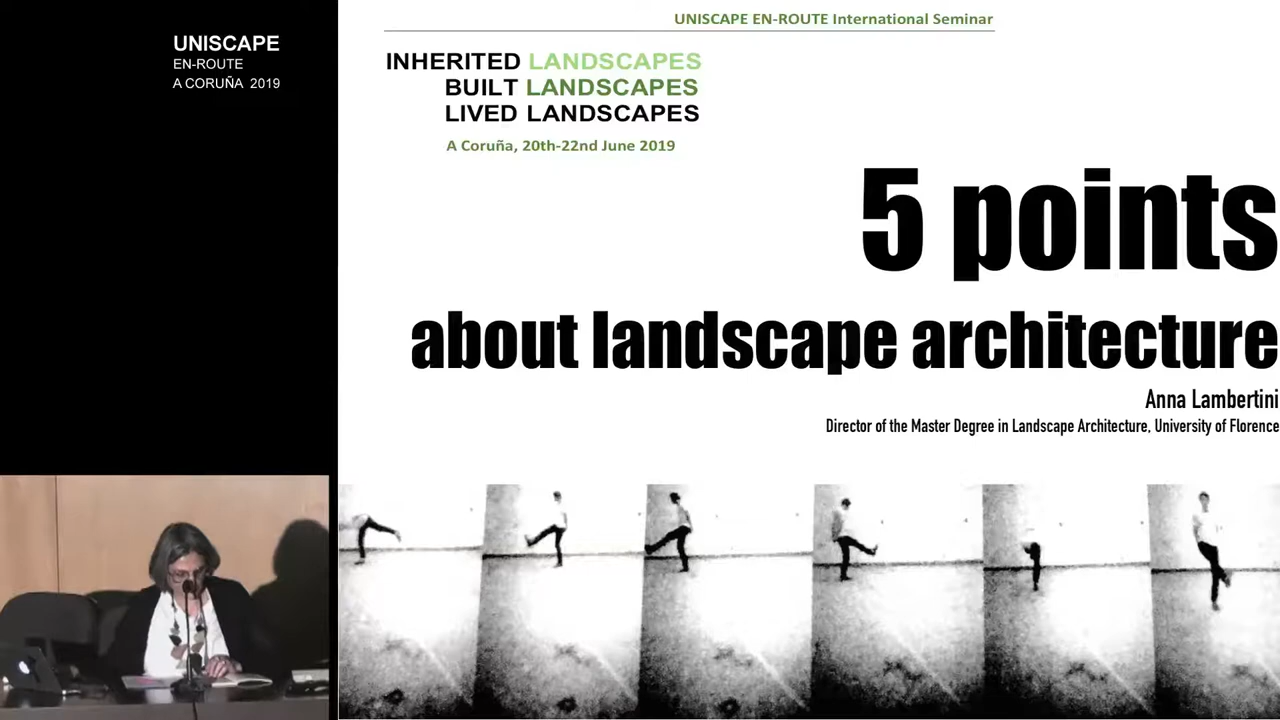 UNISCAPE
EN-ROUTE
A CORUÑA 2019
UNISCAPE EN-ROUTE International Seminar
INHERITED LANDSCAPES
BUILT LANDSCAPES
LIVED LANDSCAPES
A Coruña, 20th-22nd June 2019
5 points
about landscape architecture
Anna Lambertini
Director of the Master Degree in Landscape Architecture, University of Florence